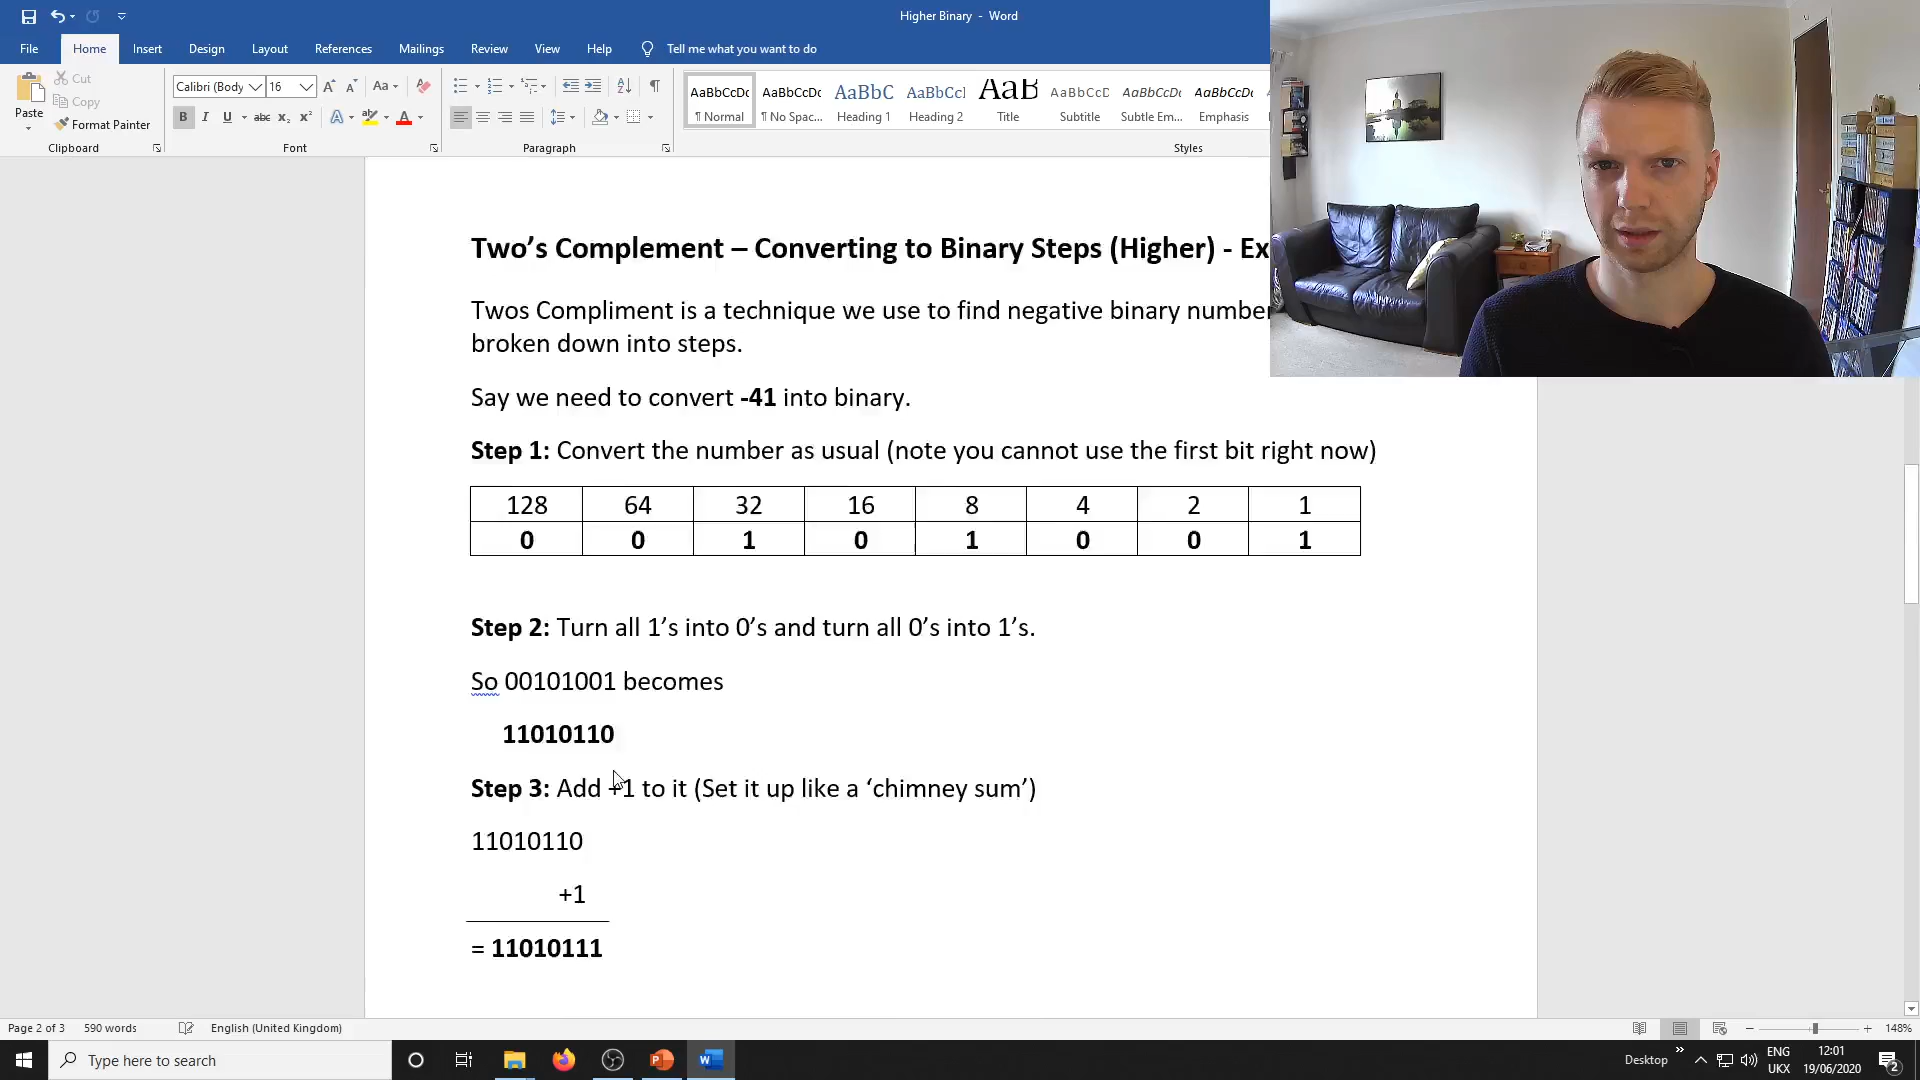 Higher Binary - Word
File Home Insert Design Layout References Mailings Review View Help Tell me what you want to do
Paste
Cut
Copy
Format Painter
Clipboard
Calibri (Body 16
Font
Paragraph
AaBbCcDc AaBbCcDc AaBbC AaBbCcI AaB AaBbCcD AaBbCcDc AaBbCcDc
¶ Normal ¶ No Spac... Heading 1 Heading 2 Title Subtitle Subtle Em... Emphasis
Styles
Two’s Complement – Converting to Binary Steps (Higher) - Ex
Twos Compliment is a technique we use to find negative binary number
broken down into steps.
Say we need to convert -41 into binary.
Step 1: Convert the number as usual (note you cannot use the first bit right now)
128 64 32 16 8 4 2 1
0 0 1 0 1 0 0 1
Step 2: Turn all 1’s into 0’s and turn all 0’s into 1’s.
So 00101001 becomes
11010110
Step 3: Add +1 to it (Set it up like a ‘chimney sum’)
11010110
+1
= 11010111
Page 2 of 3 590 words English (United Kingdom) 148%
Type here to search
Desktop
ENG
UKX
12:01
19/06/2020
2